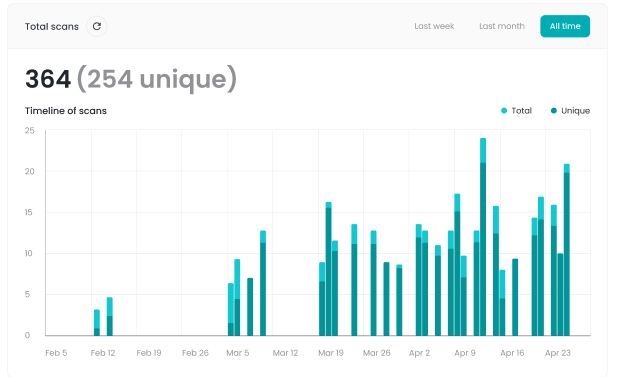 Total scans
Last week
Last month
All time
364 (254 unique)
Timeline of scans
Total
Unique
25
20
15
10
5
0
Feb 5
Feb 12
Feb 19
Feb 26
Mar 5
Mar 12
Mar 19
Mar 26
Apr 2
Apr 9
Apr 16
Apr 23